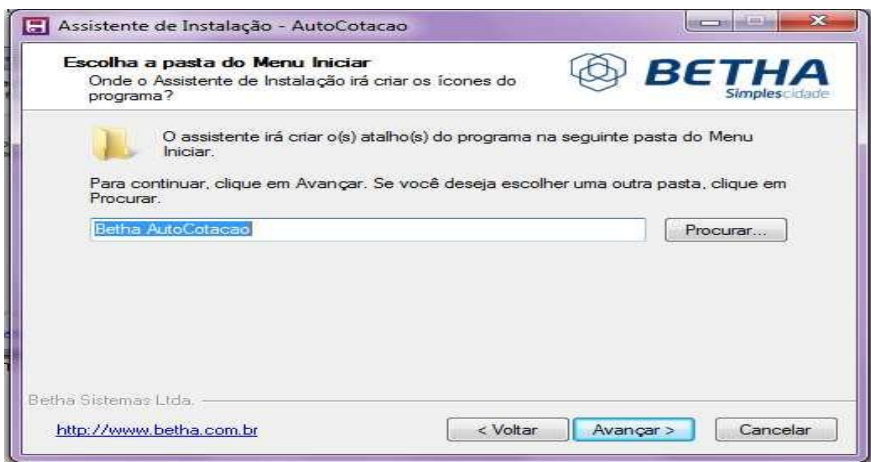 Assistente de Instalação - AutoCotacao
Escolha a pasta do Menu Iniciar
Onde o Assistente de Instalação irá criar os ícones do
programa?
BETHA
Simplescidade
O assistente irá criar o(s) atalho(s) do programa na seguinte pasta do Menu
Iniciar.
Para continuar, clique em Avançar. Se você deseja escolher uma outra pasta, clique em
Procurar.
Betha AutoCotacao
Procurar...
Betha Sistemas Ltda.
http://www.betha.com.br
< Voltar
Avançar >
Cancelar